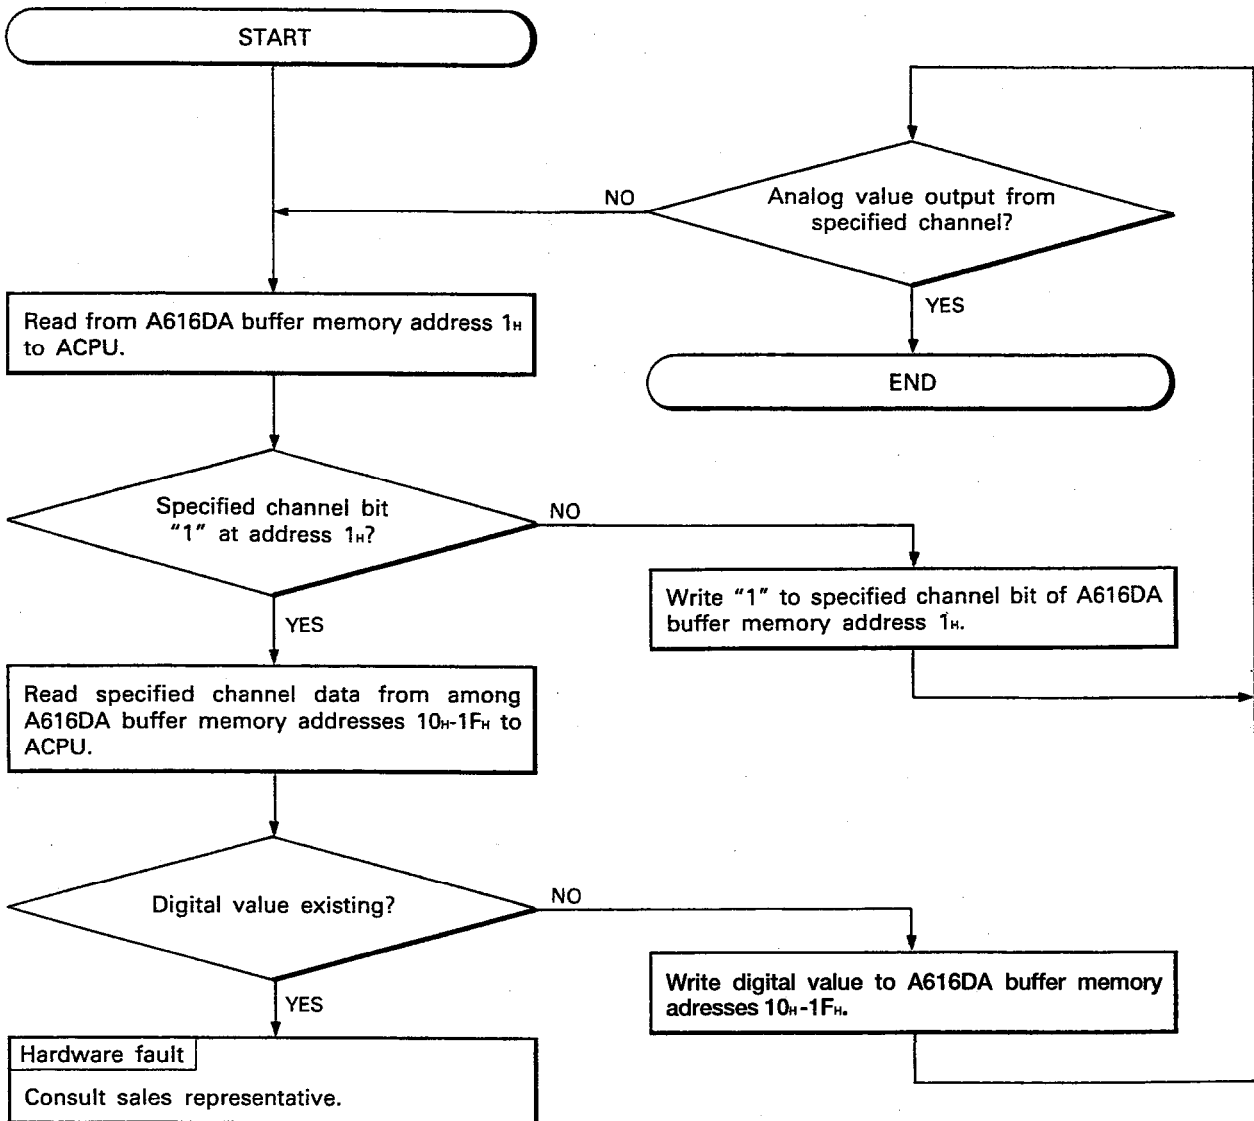 START
NO
Analog value output from
specified channel?
YES
END
Read from A616DA buffer memory address 1H
to ACPU.
Specified channel bit
“1” at address 1H?
NO
Write “1” to specified channel bit of A616DA
buffer memory address 1H.
YES
Read specified channel data from among
A616DA buffer memory addresses 10H-1FH to
ACPU.
Digital value existing?
NO
Write digital value to A616DA buffer memory
adresses 10H-1FH.
YES
Hardware fault
Consult sales representative.